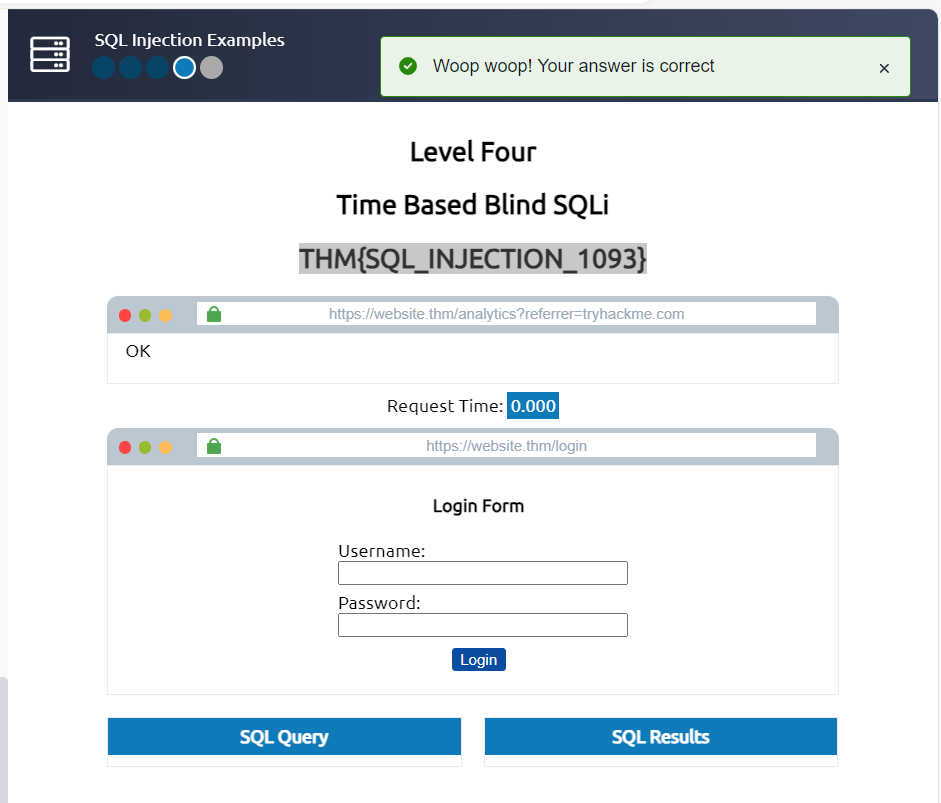 SQL Injection Examples
Woop woop! Your answer is correct ×
Level Four
Time Based Blind SQLi
THM{SQL_INJECTION_1093}
https://website.thm/analytics?referrer=tryhackme.com
OK
Request Time: 0.000
https://website.thm/login
Login Form
Username:
Password:
Login
SQL Query
SQL Results